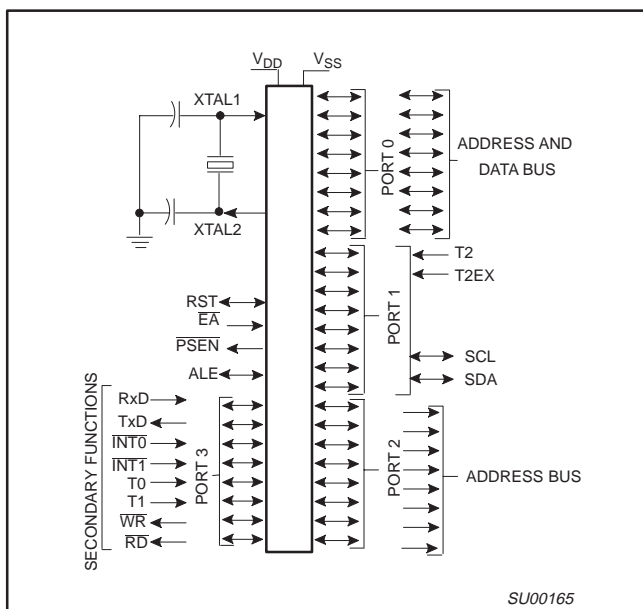 VDD VSS
XTAL1
XTAL2
PORT 0
ADDRESS AND
DATA BUS
PORT 1
T2
T2EX
SCL
SDA
RST
EA
PSEN
ALE
SECONDARY FUNCTIONS
RxD
TxD
INT0
INT1
T0
T1
WR
RD
PORT 3
PORT 2
ADDRESS BUS
SU00165